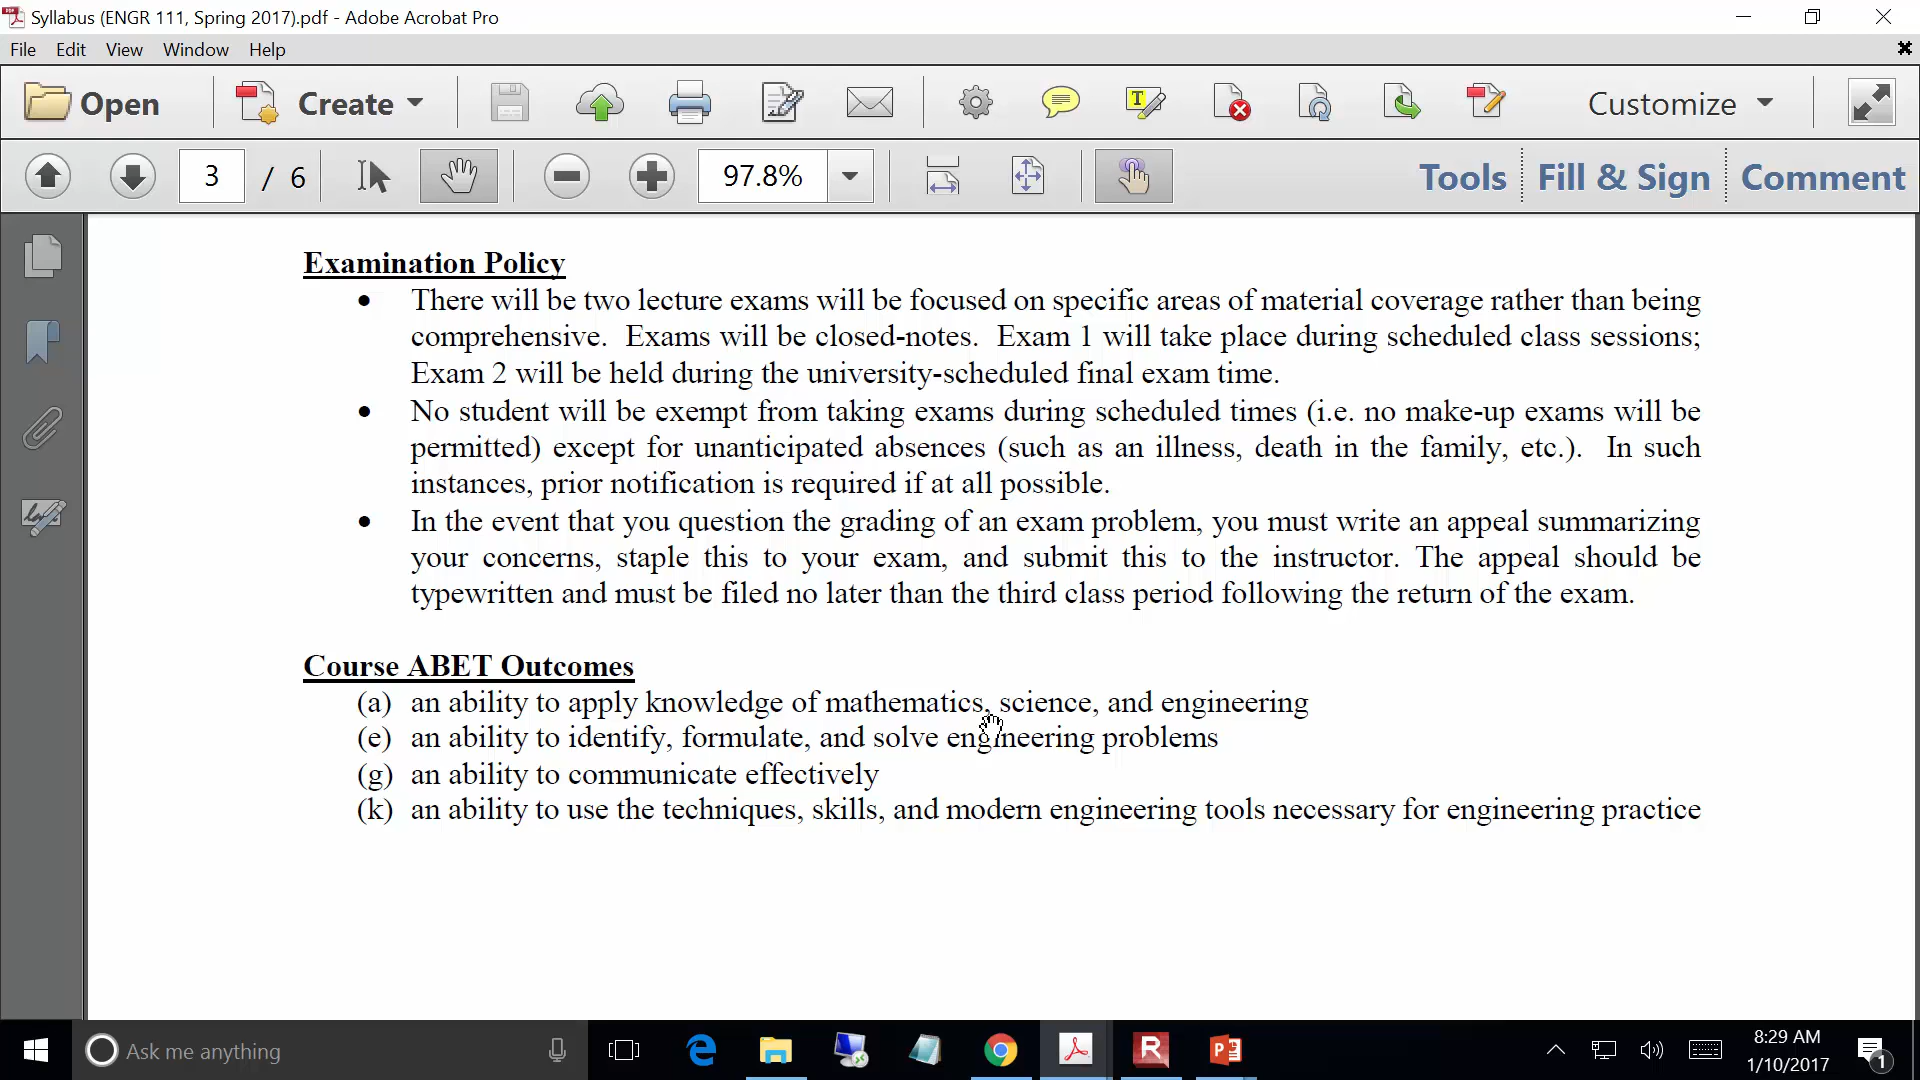 Syllabus (ENGR 111, Spring 2017).pdf - Adobe Acrobat Pro
File Edit View Window Help
Open Create Customize
3 / 6 97.8% Tools Fill & Sign Comment
Examination Policy
• There will be two lecture exams will be focused on specific areas of material coverage rather than being
comprehensive. Exams will be closed-notes. Exam 1 will take place during scheduled class sessions;
Exam 2 will be held during the university-scheduled final exam time.
• No student will be exempt from taking exams during scheduled times (i.e. no make-up exams will be
permitted) except for unanticipated absences (such as an illness, death in the family, etc.). In such
instances, prior notification is required if at all possible.
• In the event that you question the grading of an exam problem, you must write an appeal summarizing
your concerns, staple this to your exam, and submit this to the instructor. The appeal should be
typewritten and must be filed no later than the third class period following the return of the exam.
Course ABET Outcomes
(a) an ability to apply knowledge of mathematics, science, and engineering
(e) an ability to identify, formulate, and solve engineering problems
(g) an ability to communicate effectively
(k) an ability to use the techniques, skills, and modern engineering tools necessary for engineering practice
Ask me anything
8:29 AM
1/10/2017
1